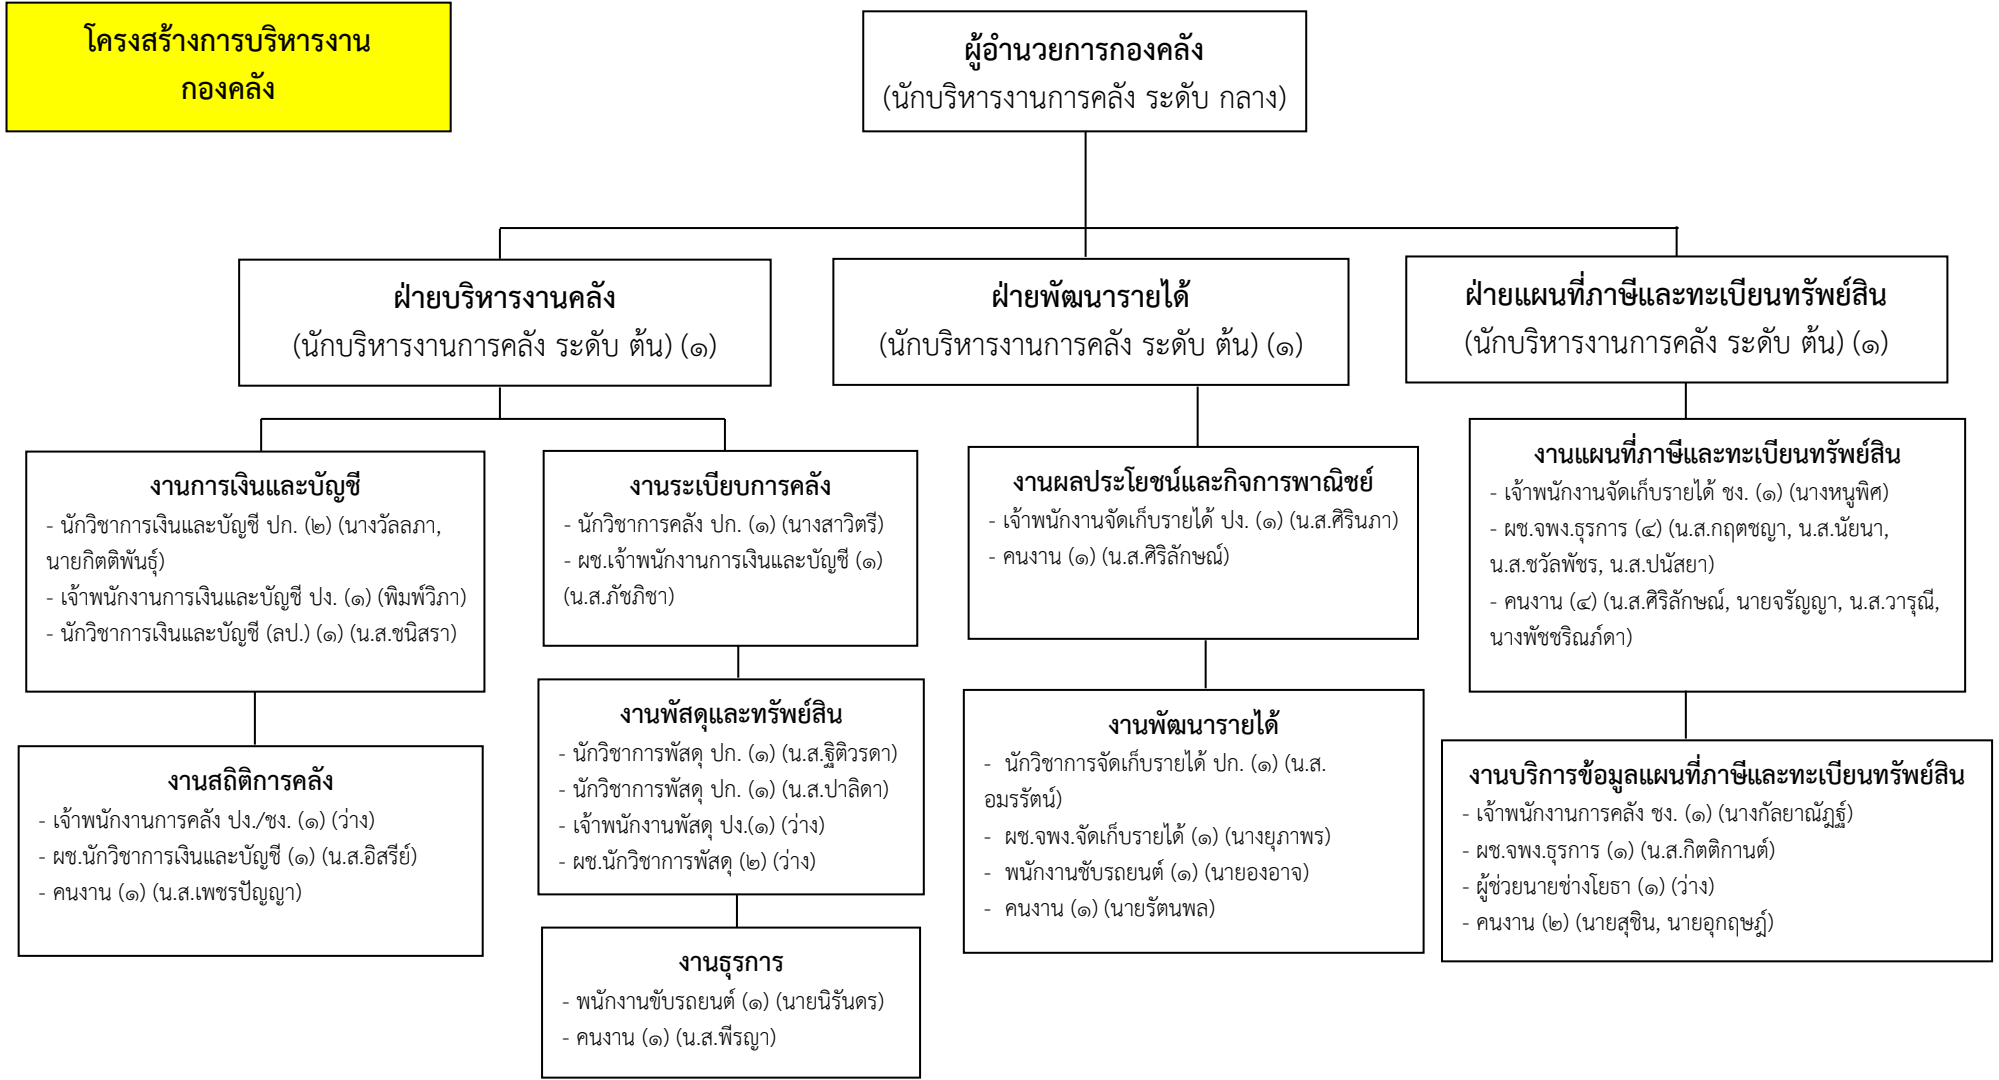 โครงสร้างการบริหารงาน
กองคลัง
ผู้อำนวยการกองคลัง
(นักบริหารงานการคลัง ระดับ กลาง)
ฝ่ายบริหารงานคลัง
(นักบริหารงานการคลัง ระดับ ต้น) (๑)
ฝ่ายพัฒนารายได้
(นักบริหารงานการคลัง ระดับ ต้น) (๑)
ฝ่ายแผนที่ภาษีและทะเบียนทรัพย์สิน
(นักบริหารงานการคลัง ระดับ ต้น) (๑)
งานการเงินและบัญชี
- นักวิชาการเงินและบัญชี ปก. (๒) (นางวัลลภา,
นายกิตติพันธุ์)
- เจ้าพนักงานการเงินและบัญชี ปง. (๑) (พิมพ์วิภา)
- นักวิชาการเงินและบัญชี (ลป.) (๑) (น.ส.ชนิสรา)
งานสถิติการคลัง
- เจ้าพนักงานการคลัง ปง./ชง. (๑) (ว่าง)
- ผช.นักวิชาการเงินและบัญชี (๑) (น.ส.อิสรีย์)
- คนงาน (๑) (น.ส.เพชรปัญญา)
งานระเบียบการคลัง
- นักวิชาการคลัง ปก. (๑) (นางสาวิตรี)
- ผช.เจ้าพนักงานการเงินและบัญชี (๑)
(น.ส.ภัชภิชา)
งานพัสดุและทรัพย์สิน
- นักวิชาการพัสดุ ปก. (๑) (น.ส.ฐิติวรดา)
- นักวิชาการพัสดุ ปก. (๑) (น.ส.ปาลิดา)
- เจ้าพนักงานพัสดุ ปง.(๑) (ว่าง)
- ผช.นักวิชาการพัสดุ (๒) (ว่าง)
งานธุรการ
- พนักงานขับรถยนต์ (๑) (นายนิรันดร)
- คนงาน (๑) (น.ส.พีรญา)
งานผลประโยชน์และกิจการพาณิชย์
- เจ้าพนักงานจัดเก็บรายได้ ปง. (๑) (น.ส.ศิรินภา)
- คนงาน (๑) (น.ส.ศิริลักษณ์)
งานพัฒนารายได้
- นักวิชาการจัดเก็บรายได้ ปก. (๑) (น.ส.
อมรรัตน์)
- ผช.จพง.จัดเก็บรายได้ (๑) (นางยุภาพร)
- พนักงานขับรถยนต์ (๑) (นายองอาจ)
- คนงาน (๑) (นายรัตนพล)
งานแผนที่ภาษีและทะเบียนทรัพย์สิน
- เจ้าพนักงานจัดเก็บรายได้ ชง. (๑) (นางหนูพิศ)
- ผช.จพง.ธุรการ (๔) (น.ส.กฤตชญา, น.ส.นัยนา,
น.ส.ชวัลพัชร, น.ส.ปนัสยา)
- คนงาน (๔) (น.ส.ศิริลักษณ์, นายจรัญญา, น.ส.วารุณี,
นางพัชชริณภ์ดา)
งานบริการข้อมูลแผนที่ภาษีและทะเบียนทรัพย์สิน
- เจ้าพนักงานการคลัง ชง. (๑) (นางกัลยาณัฏฐ์)
- ผช.จพง.ธุรการ (๑) (น.ส.กิตติกานต์)
- ผู้ช่วยนายช่างโยธา (๑) (ว่าง)
- คนงาน (๒) (นายสุชิน, นายอุกฤษฎ์)